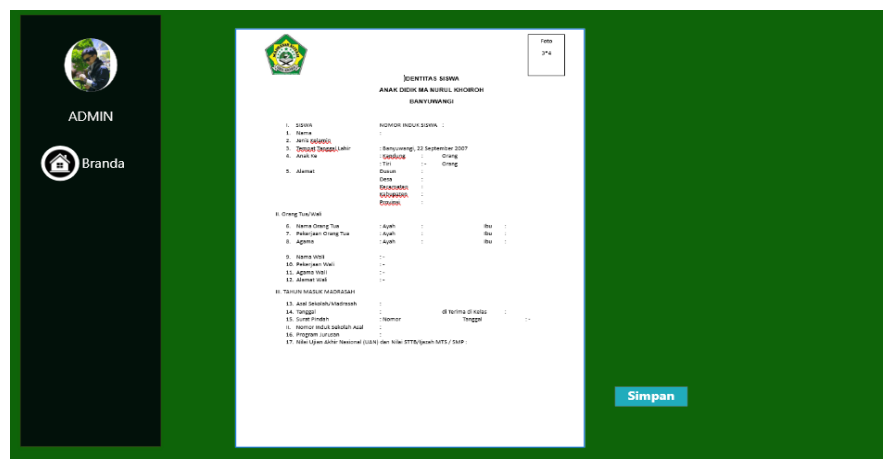 ADMIN
Branda
Foto
3*4
IDENTITAS SISWA
ANAK DIDIK MA NURUL KHOIROH
BANYUWANGI
I. SISWA NOMOR INDUK SISWA :
1. Nama :
2. Jenis Kelamin
3. Tempat Tanggal Lahir : Banyuwangi, 22 September 2007
4. Anak Ke : Kandung : Orang
: Tiri : - Orang
5. Alamat Dusun :
Desa :
Kecamatan :
Kabupaten :
Provinsi :
II. Orang Tua/Wali
6. Nama Orang Tua : Ayah : Ibu :
7. Pekerjaan Orang Tua : Ayah : Ibu :
8. Agama : Ayah : Ibu :
9. Nama Wali : -
10. Pekerjaan Wali : -
11. Agama Wali : -
12. Alamat Wali : -
III. TAHUN MASUK MADRASAH
13. Asal Sekolah/Madrasah :
14. Tanggal : di Terima di Kelas :
15. Surat Pindah : Nomor Tanggal : -
II. Nomor Induk Sekolah Asal :
16. Program Jurusan :
17. Nilai Ujian Akhir Nasional (UAN) dan Nilai STTB/Ijazah MTS / SMP :
Simpan